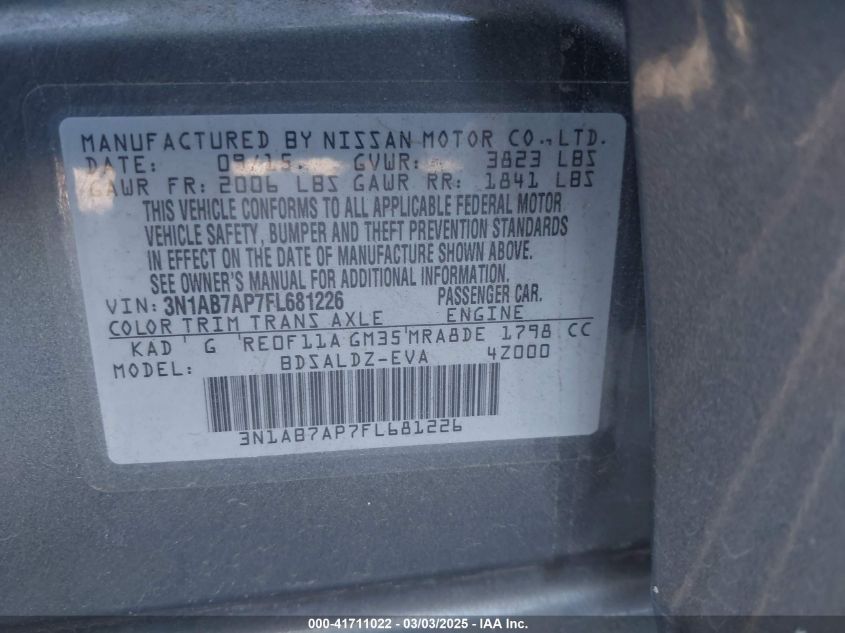 MANUFACTURED BY NISSAN MOTOR CO.,LTD.
DATE: 09/15 GVWR: 3823 LBS
GAWR FR: 2006 LBS GAWR RR: 1841 LBS
THIS VEHICLE CONFORMS TO ALL APPLICABLE FEDERAL MOTOR
VEHICLE SAFETY, BUMPER AND THEFT PREVENTION STANDARDS
IN EFFECT ON THE DATE OF MANUFACTURE SHOWN ABOVE.
SEE OWNER'S MANUAL FOR ADDITIONAL INFORMATION.
VIN: 3N1AB7AP7FL681226 PASSENGER CAR.
COLOR TRIM TRANS AXLE ENGINE
KAD G RE0F11A GM35 MRA8DE 1798 CC
MODEL: BDSALDZ-EVA 4Z000
3N1AB7AP7FL681226
000-41711022 - 03/03/2025 - IAA Inc.